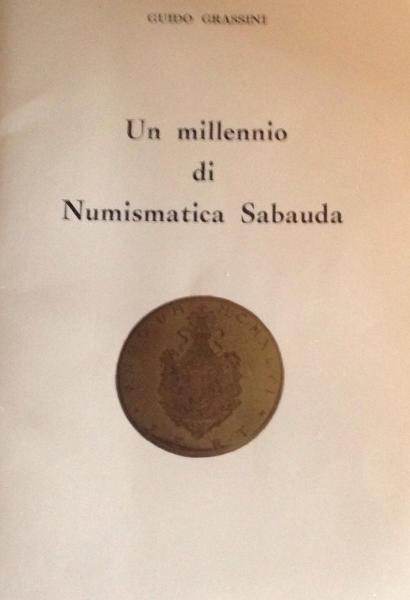 GUIDO GRASSINI
Un millennio
di
Numismatica Sabauda